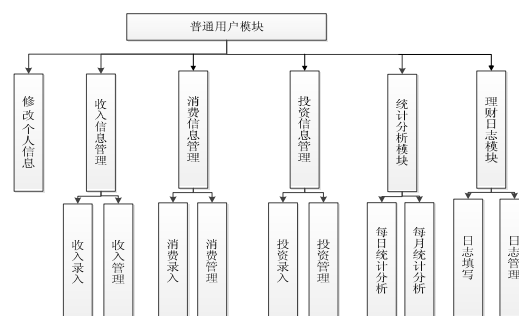 普通用户模块
修改个人信息
收入信息管理
消费信息管理
投资信息管理
统计分析模块
理财日志模块
收入录入
收入管理
消费录入
消费管理
投资录入
投资管理
每日统计分析
每月统计分析
日志填写
日志管理